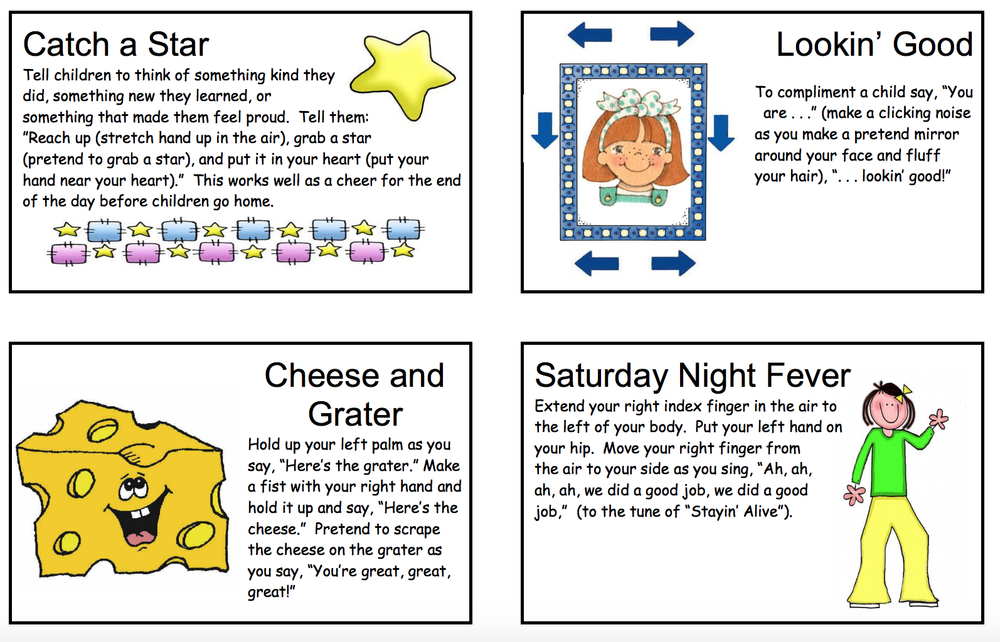 Catch a Star
Tell children to think of something kind they
did, something new they learned, or
something that made them feel proud.  Tell them:
"Reach up (stretch hand up in the air), grab a star
(pretend to grab a star), and put it in your heart (put your
hand near your heart).”  This works well as a cheer for the end
of the day before children go home.
Lookin’ Good
To compliment a child say, “You
are . . .” (make a clicking noise
as you make a pretend mirror
around your face and fluff
your hair), “. . . lookin’ good!”
Cheese and
Grater
Hold up your left palm as you
say, “Here’s the grater.” Make
a fist with your right hand and
hold it up and say, “Here’s the
cheese.”  Pretend to scrape
the cheese on the grater as
you say, “You’re great, great,
great!”
Saturday Night Fever
Extend your right index finger in the air to
the left of your body.  Put your left hand on
your hip.  Move your right finger from
the air to your side as you sing, “Ah, ah,
ah, ah, we did a good job, we did a good
job,”  (to the tune of “Stayin’ Alive”).